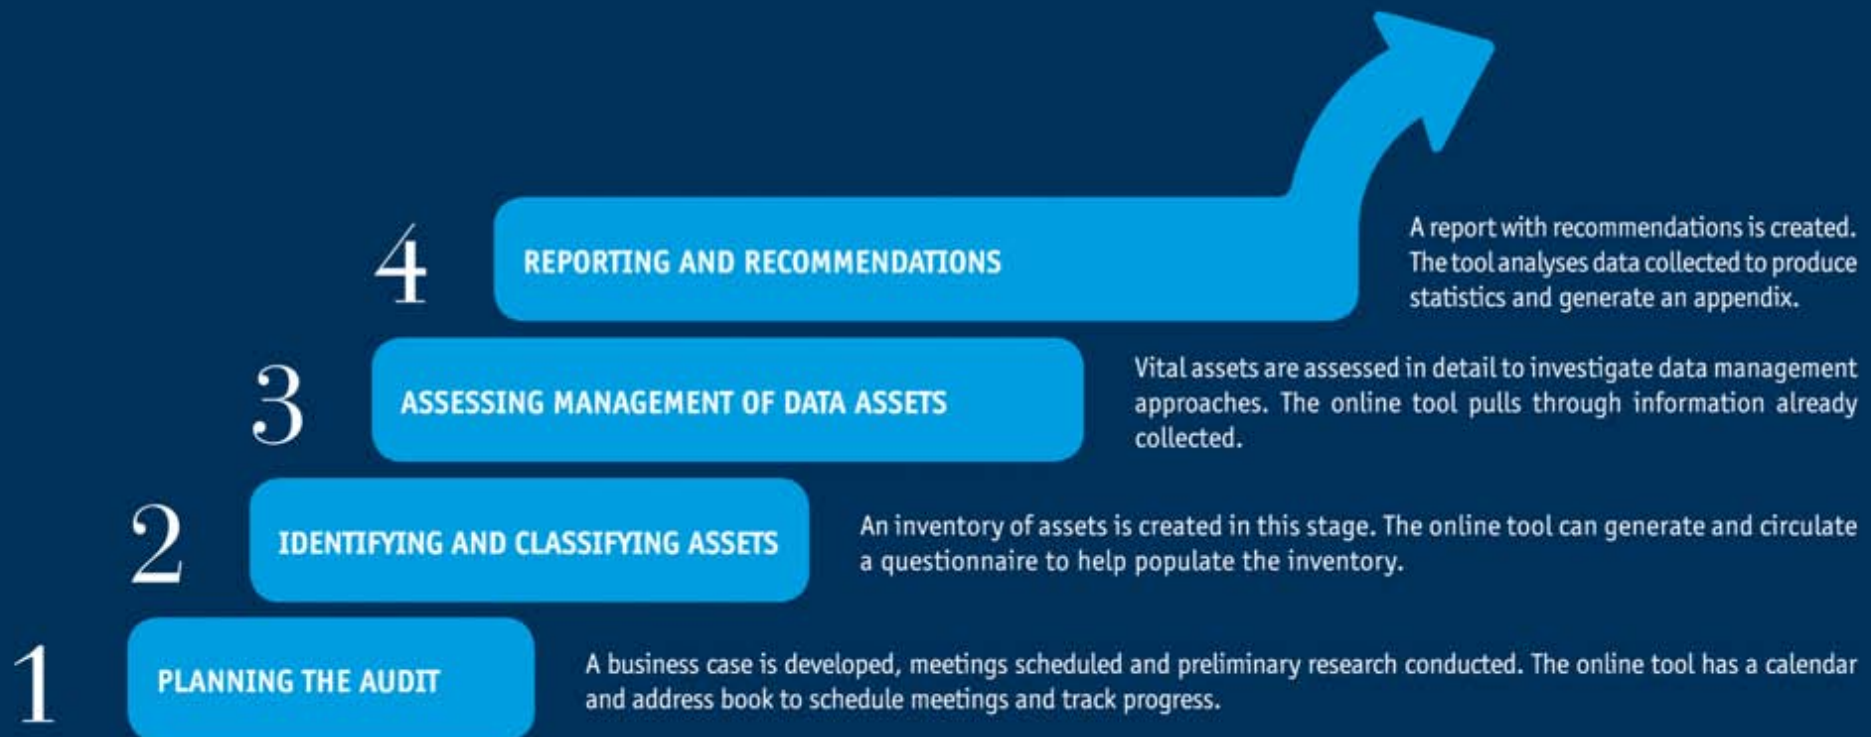 4
REPORTING AND RECOMMENDATIONS
A report with recommendations is created.
The tool analyses data collected to produce
statistics and generate an appendix.
3
ASSESSING MANAGEMENT OF DATA ASSETS
Vital assets are assessed in detail to investigate data management
approaches. The online tool pulls through information already
collected.
2
IDENTIFYING AND CLASSIFYING ASSETS
An inventory of assets is created in this stage. The online tool can generate and circulate
a questionnaire to help populate the inventory.
1
PLANNING THE AUDIT
A business case is developed, meetings scheduled and preliminary research conducted. The online tool has a calendar
and address book to schedule meetings and track progress.